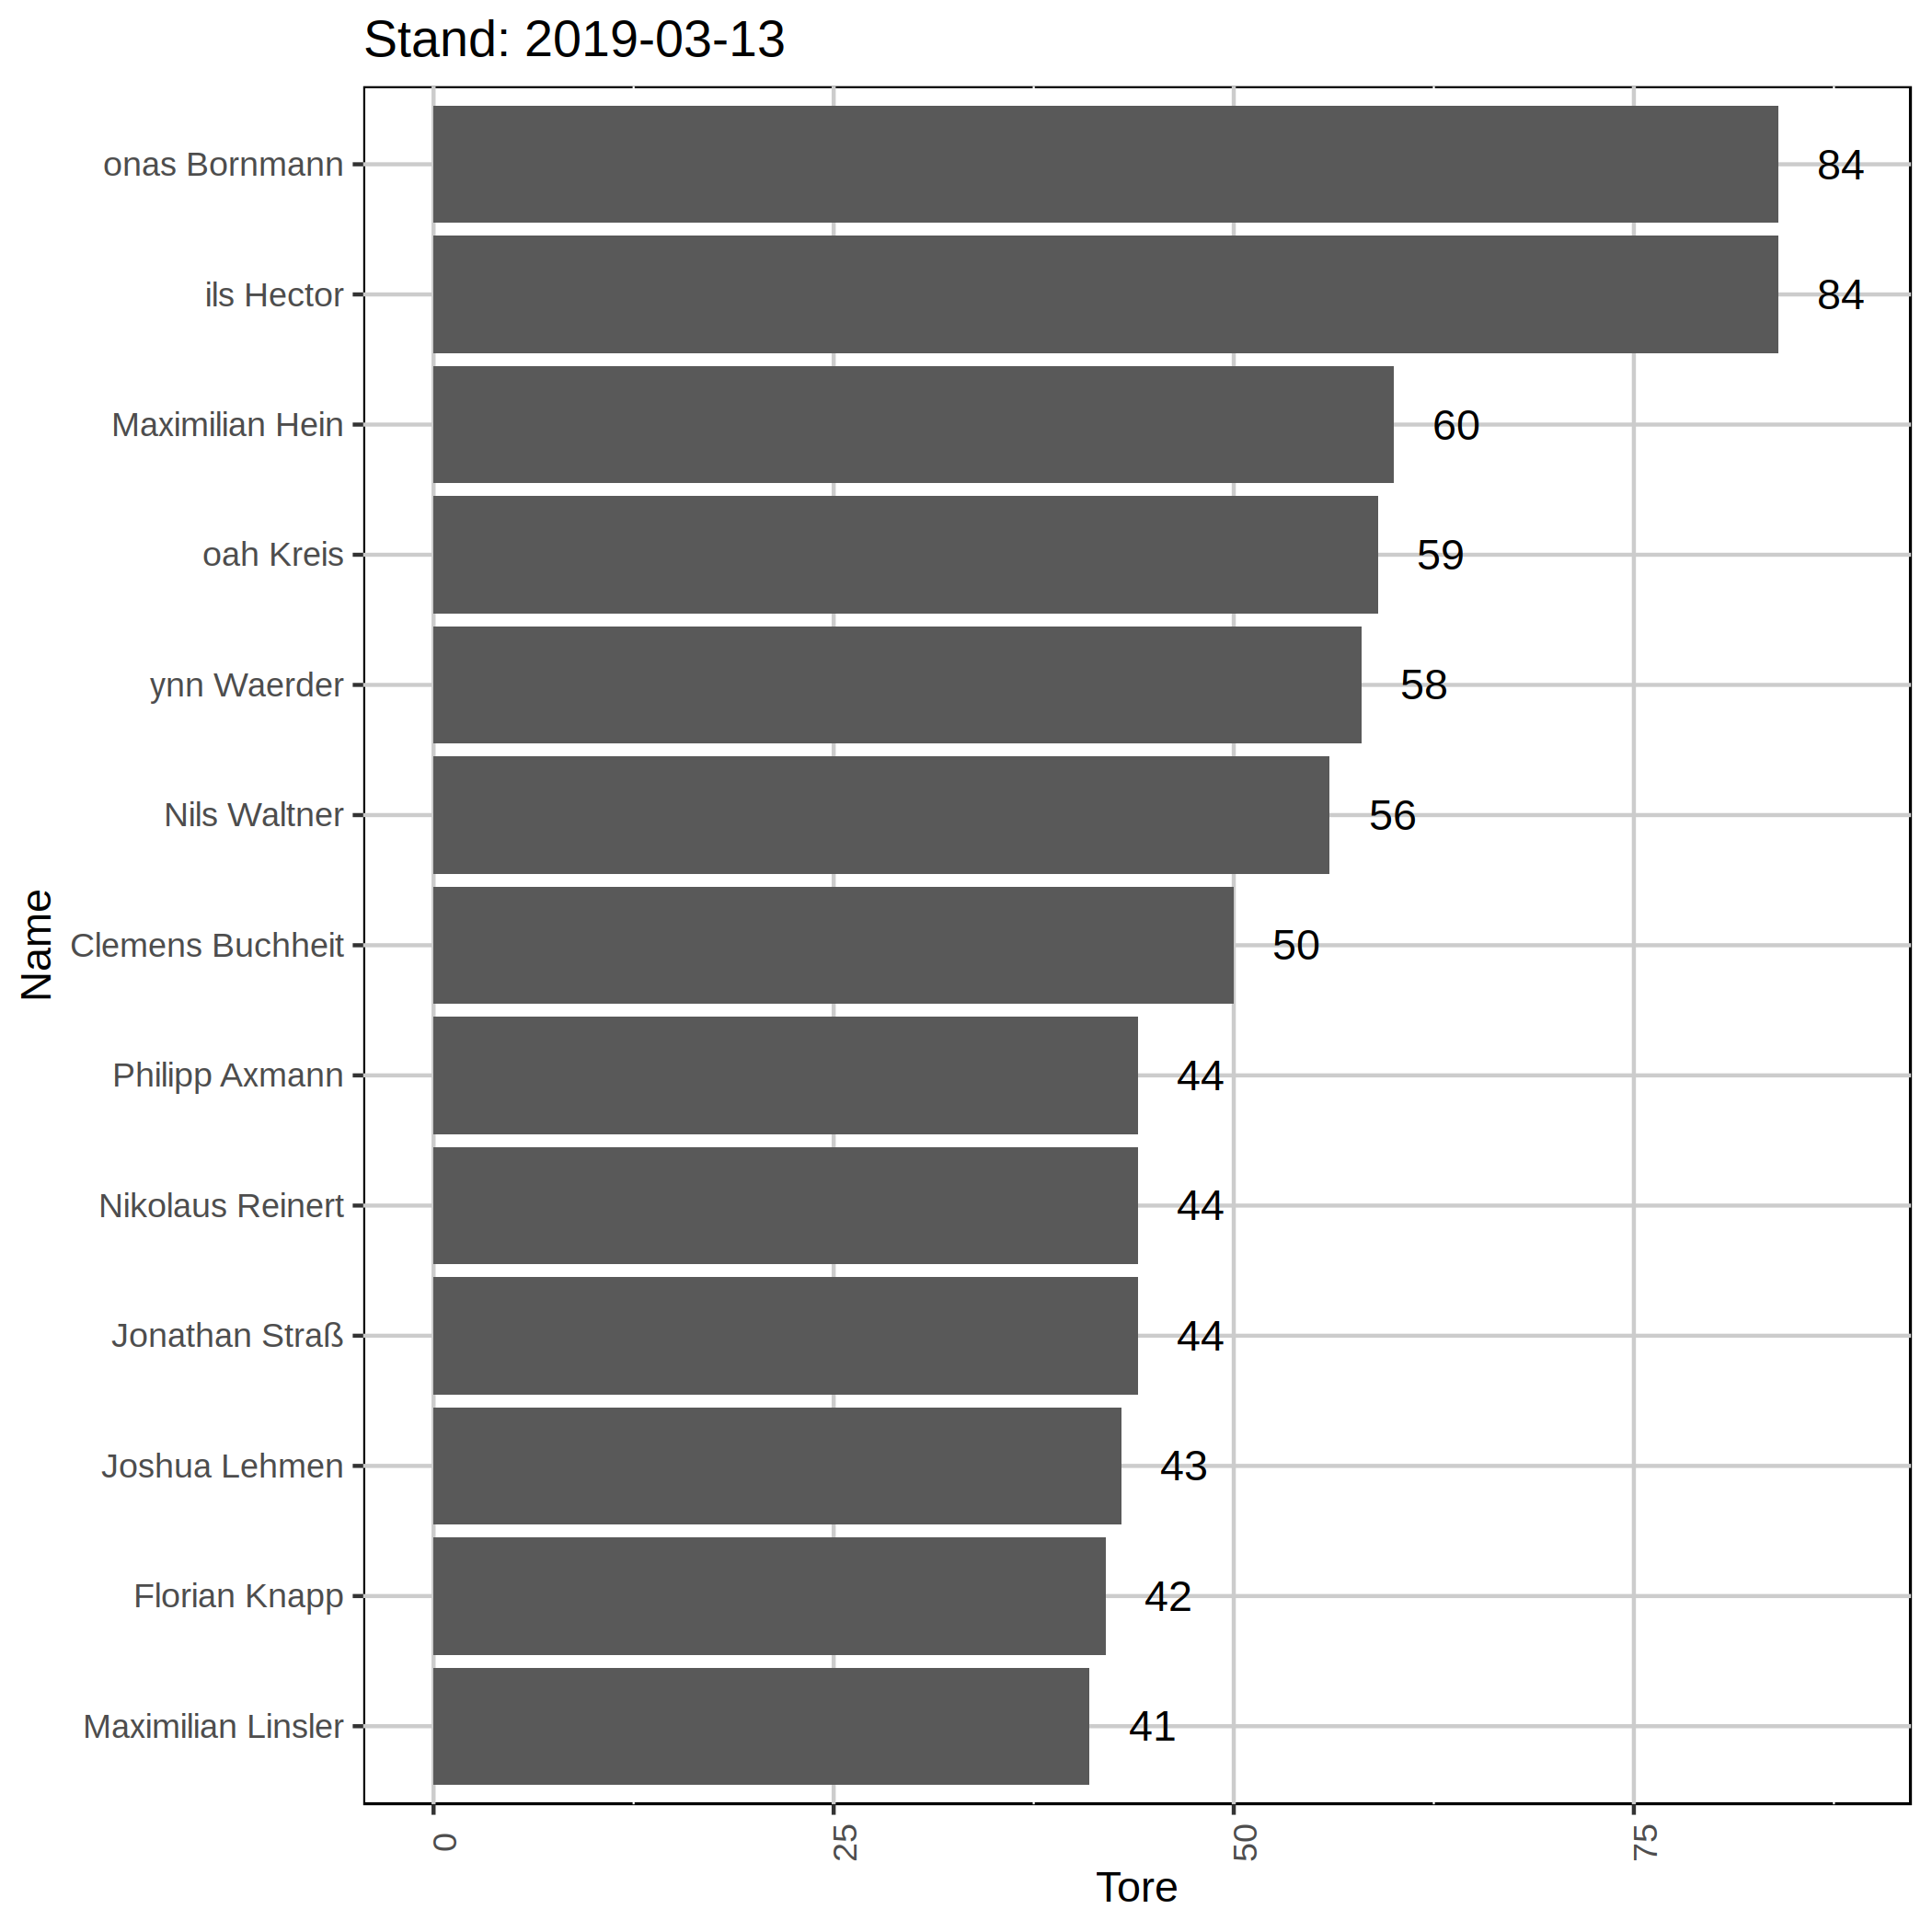 Stand: 2019-03-13
onas Bornmann 84
ils Hector 84
Maximilian Hein 60
oah Kreis 59
ynn Waerder 58
Nils Waltner 56
Clemens Buchheit 50
Philipp Axmann 44
Nikolaus Reinert 44
Jonathan Straß 44
Joshua Lehmen 43
Florian Knapp 42
Maximilian Linsler 41
Name
0 25 50 75
Tore